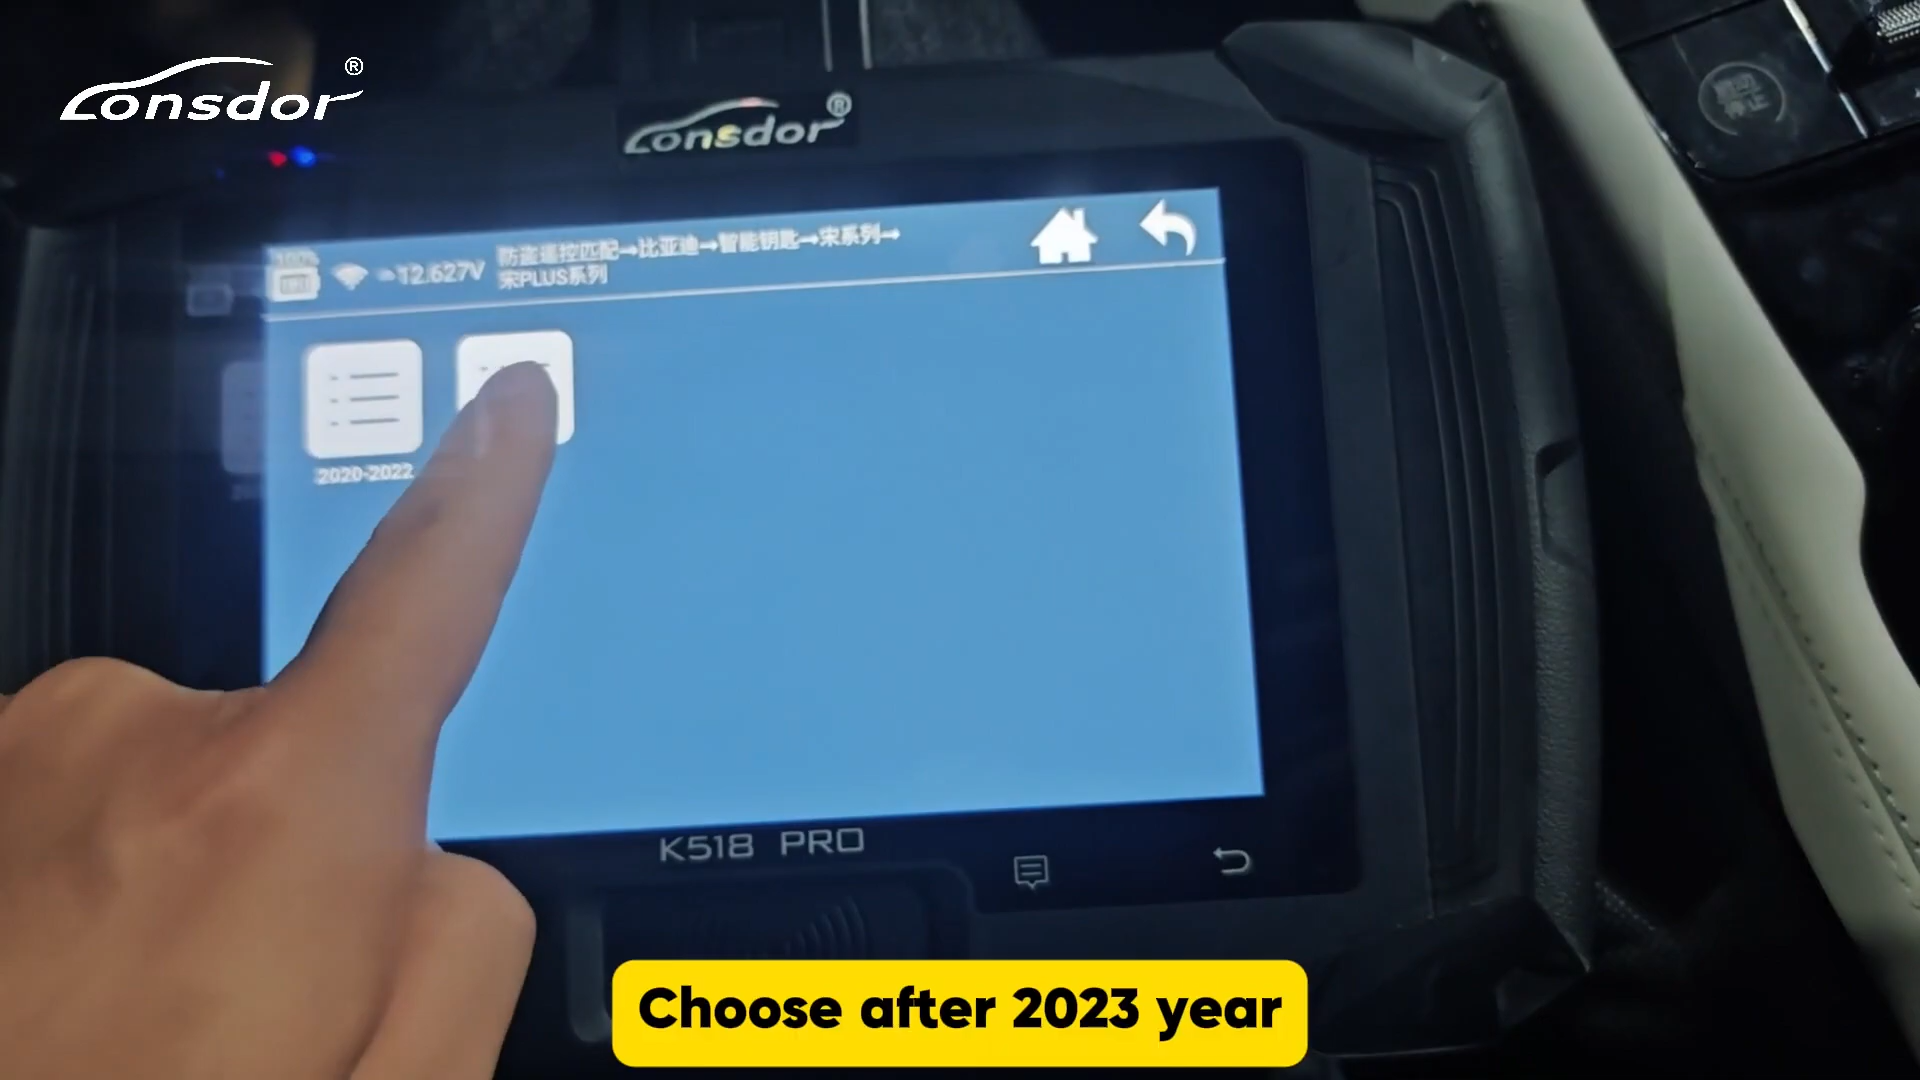 Lonsdor®
Lonsdor®
100%
12.627V
防盗遥控匹配→比亚迪→智能钥匙→宋系列→
宋PLUS系列
2020-2022
K518 PRO
Choose after 2023 year